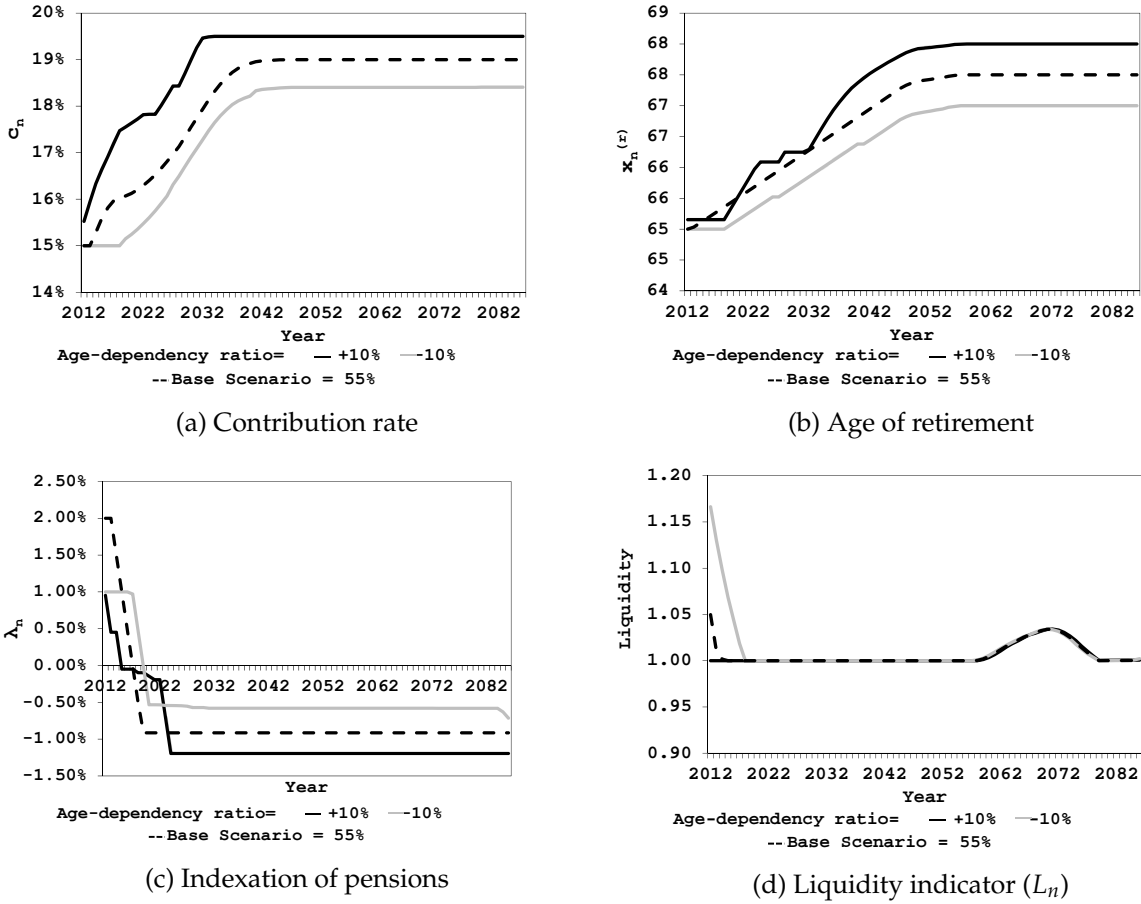 20%
19%
18%
17%
16%
15%
14%
c_n
2012 2022 2032 2042 2052 2062 2072 2082
Year
Age-dependency ratio= +10% -10%
Base Scenario = 55%
(a) Contribution rate
69
68
68
67
67
66
66
65
65
64
x_n^(r)
2012 2022 2032 2042 2052 2062 2072 2082
Year
Age-dependency ratio= +10% -10%
Base Scenario = 55%
(b) Age of retirement
2.50%
2.00%
1.50%
1.00%
0.50%
0.00%
-0.50%
-1.00%
-1.50%
λ_n
2012 2022 2032 2042 2052 2062 2072 2082
Year
Age-dependency ratio= +10% -10%
Base Scenario = 55%
(c) Indexation of pensions
1.20
1.15
1.10
1.05
1.00
0.95
0.90
Liquidity
2012 2022 2032 2042 2052 2062 2072 2082
Year
Age-dependency ratio= +10% -10%
Base Scenario = 55%
(d) Liquidity indicator (L_n)